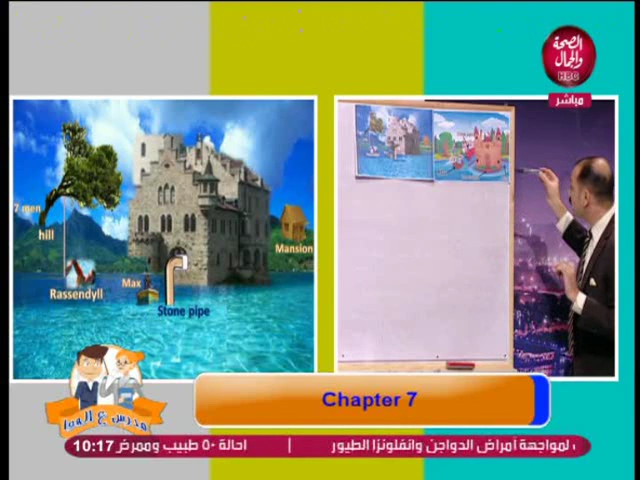 الصحة
والجمال
HBC
مباشر
7 men
hill
Rassendyll
Max
Stone pipe
Mansion
مدرس ع الهوا
Chapter 7
لمواجهة أمراض الدواجن وانفلونزا الطيور | احالة ٥٠ طبيب وممرض
10:17